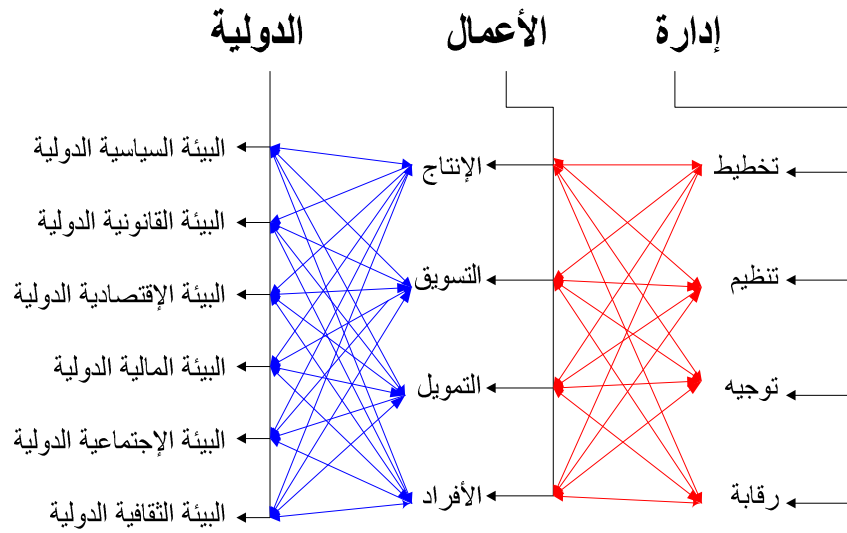 إدارة الأعمال الدولية
تخطيط
تنظيم
توجيه
رقابة
الإنتاج
التسويق
التمويل
الأفراد
البيئة السياسية الدولية
البيئة القانونية الدولية
البيئة الإقتصادية الدولية
البيئة المالية الدولية
البيئة الإجتماعية الدولية
البيئة الثقافية الدولية